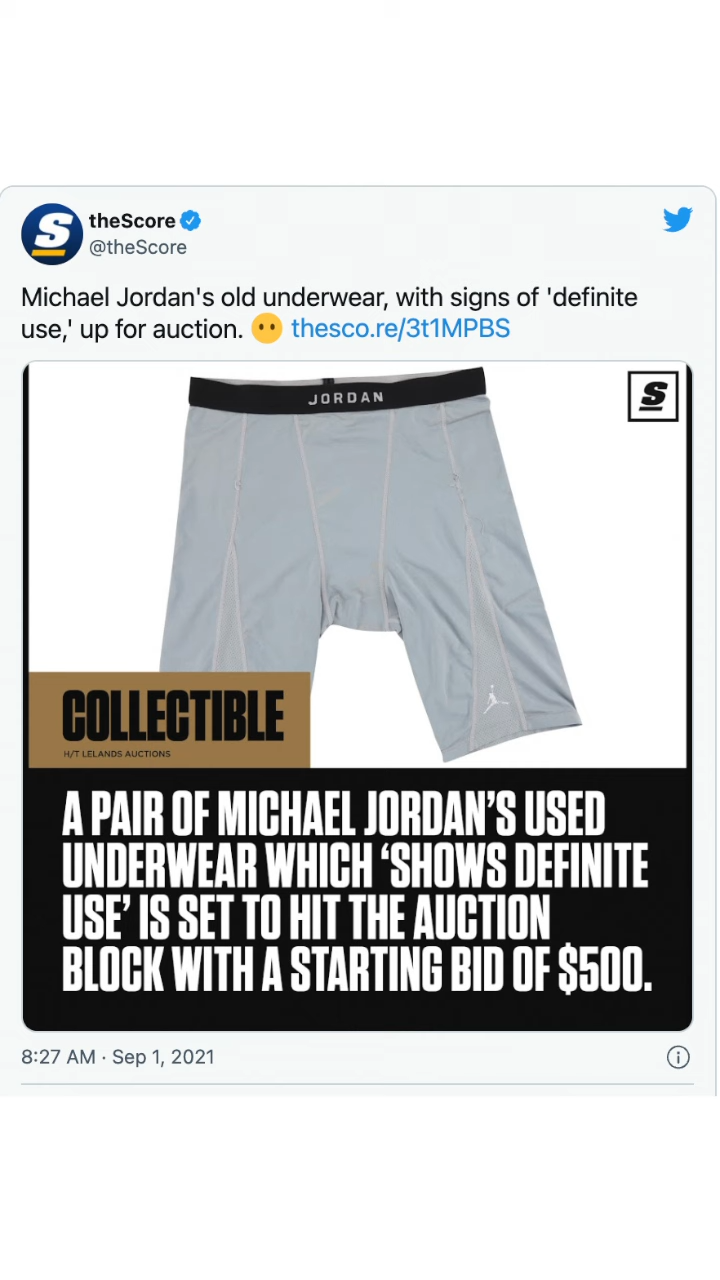 theScore
@theScore
Michael Jordan's old underwear, with signs of 'definite
use,' up for auction. 😶 thesco.re/3t1MPBS
JORDAN
S
COLLECTIBLE
H/T LELANDS AUCTIONS
A PAIR OF MICHAEL JORDAN'S USED
UNDERWEAR WHICH ‘SHOWS DEFINITE
USE’ IS SET TO HIT THE AUCTION
BLOCK WITH A STARTING BID OF $500.
8:27 AM · Sep 1, 2021